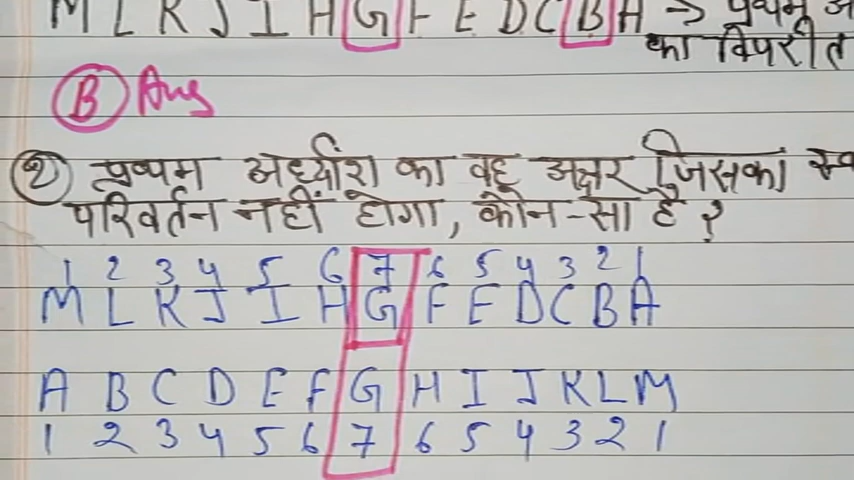 M L K J I H G F E D C B A → प्रथम अ
का विपरीत
B Ans
२ प्रथम अर्ध्यांश का वह अक्षर जिसका स्व
परिवर्तन नहीं होगा, कौन-सा है ?
1 2 3 4 5 6 7 6 5 4 3 2 1
M L K J I H G F E D C B A
A B C D E F G H I J K L M
1 2 3 4 5 6 7 6 5 4 3 2 1